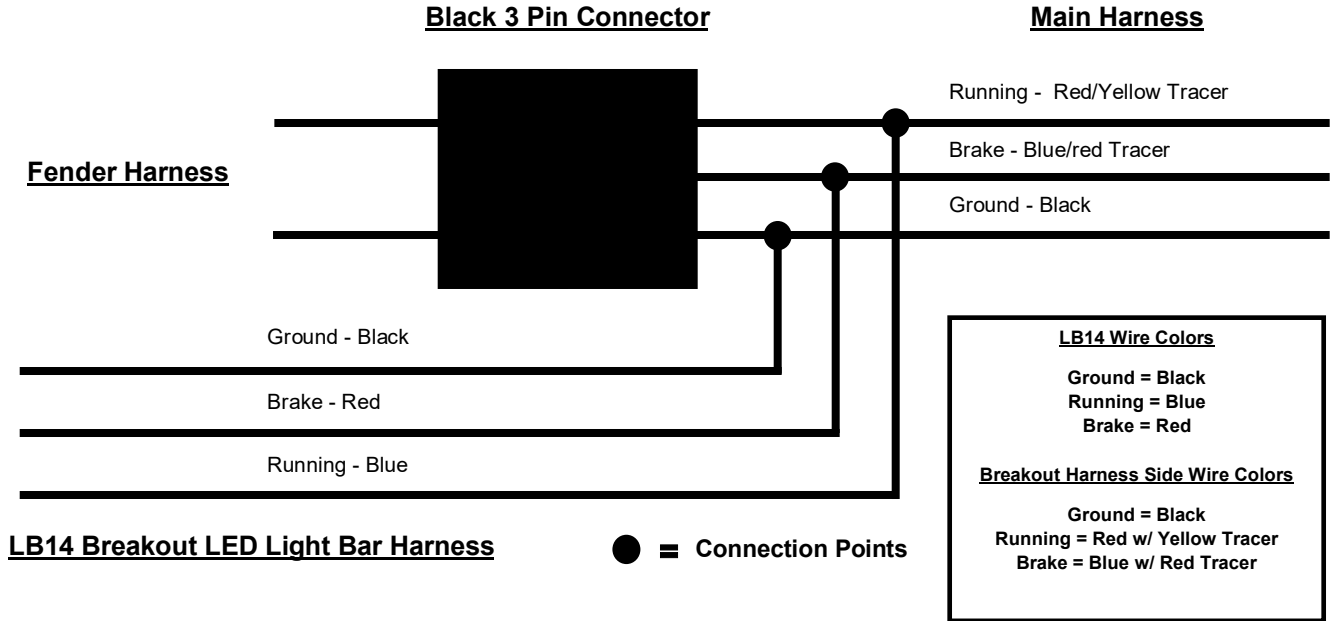 Black 3 Pin Connector
Main Harness
Running - Red/Yellow Tracer
Brake - Blue/red Tracer
Fender Harness
Ground - Black
Ground - Black
Brake - Red
Running - Blue
LB14 Breakout LED Light Bar Harness
= Connection Points
LB14 Wire Colors
Ground = Black
Running = Blue
Brake = Red
Breakout Harness Side Wire Colors
Ground = Black
Running = Red w/ Yellow Tracer
Brake = Blue w/ Red Tracer